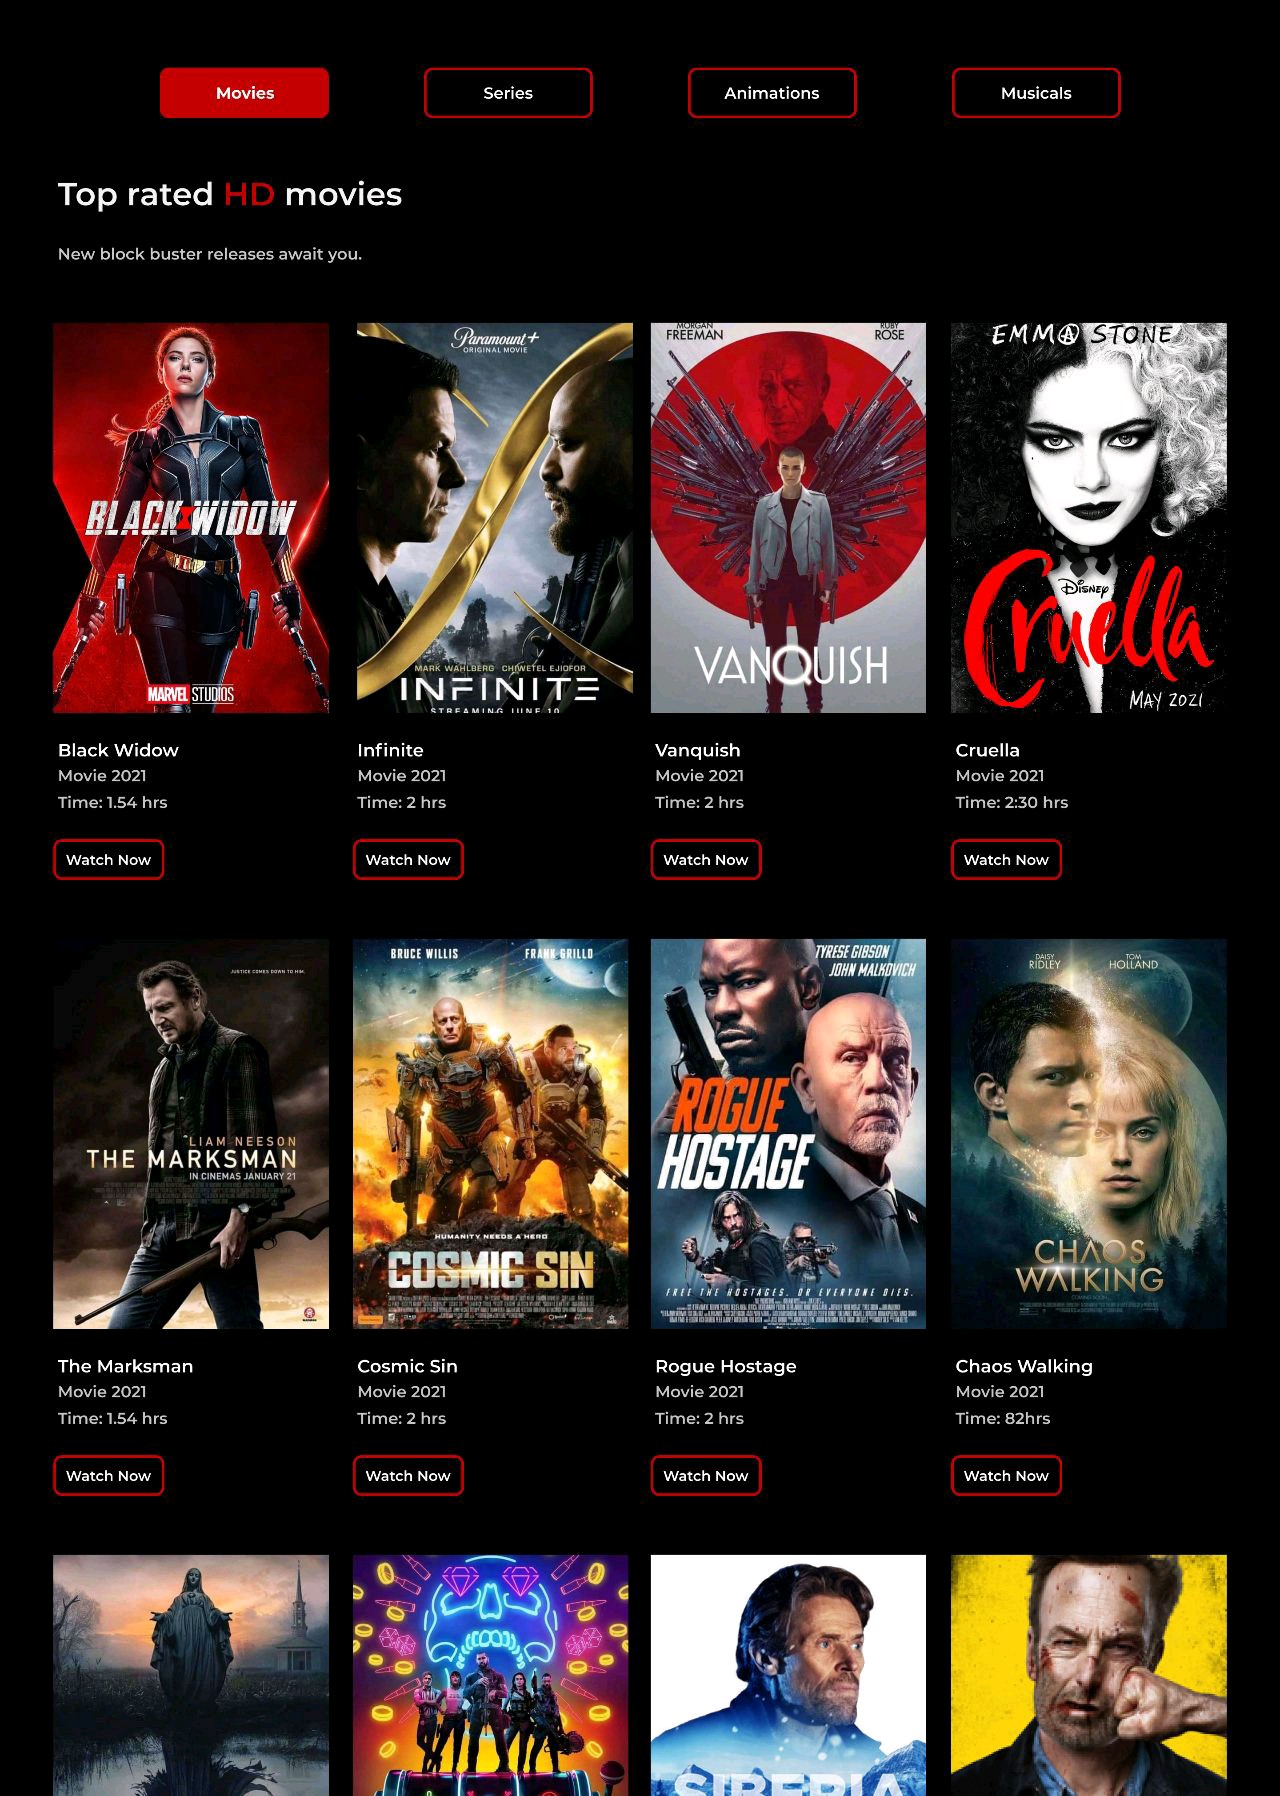 Movies
Series
Animations
Musicals
Top rated HD movies
New block buster releases await you.
BLACK WIDOW
MARVEL STUDIOS
Paramount+
ORIGINAL MOVIE
MARK WAHLBERG CHIWETEL EJIOFOR
INFINITE
STREAMING JUNE 10
MORGAN
FREEMAN
RUBY
ROSE
VANQUISH
EMMA STONE
DISNEY
Cruella
MAY 2021
Black Widow
Movie 2021
Time: 1.54 hrs
Watch Now
Infinite
Movie 2021
Time: 2 hrs
Watch Now
Vanquish
Movie 2021
Time: 2 hrs
Watch Now
Cruella
Movie 2021
Time: 2:30 hrs
Watch Now
JUSTICE COMES DOWN TO HIM.
LIAM NEESON
THE MARKSMAN
IN CINEMAS JANUARY 21
BRUCE WILLIS
FRANK GRILLO
HUMANITY NEEDS A HERO
COSMIC SIN
TYRESE GIBSON
JOHN MALKOVICH
ROGUE
HOSTAGE
FREE THE HOSTAGES, OR EVERYONE DIES.
DAISY
RIDLEY
TOM
HOLLAND
CHAOS
WALKING
COMING SOON
The Marksman
Movie 2021
Time: 1.54 hrs
Watch Now
Cosmic Sin
Movie 2021
Time: 2 hrs
Watch Now
Rogue Hostage
Movie 2021
Time: 2 hrs
Watch Now
Chaos Walking
Movie 2021
Time: 82hrs
Watch Now
SIBERIA